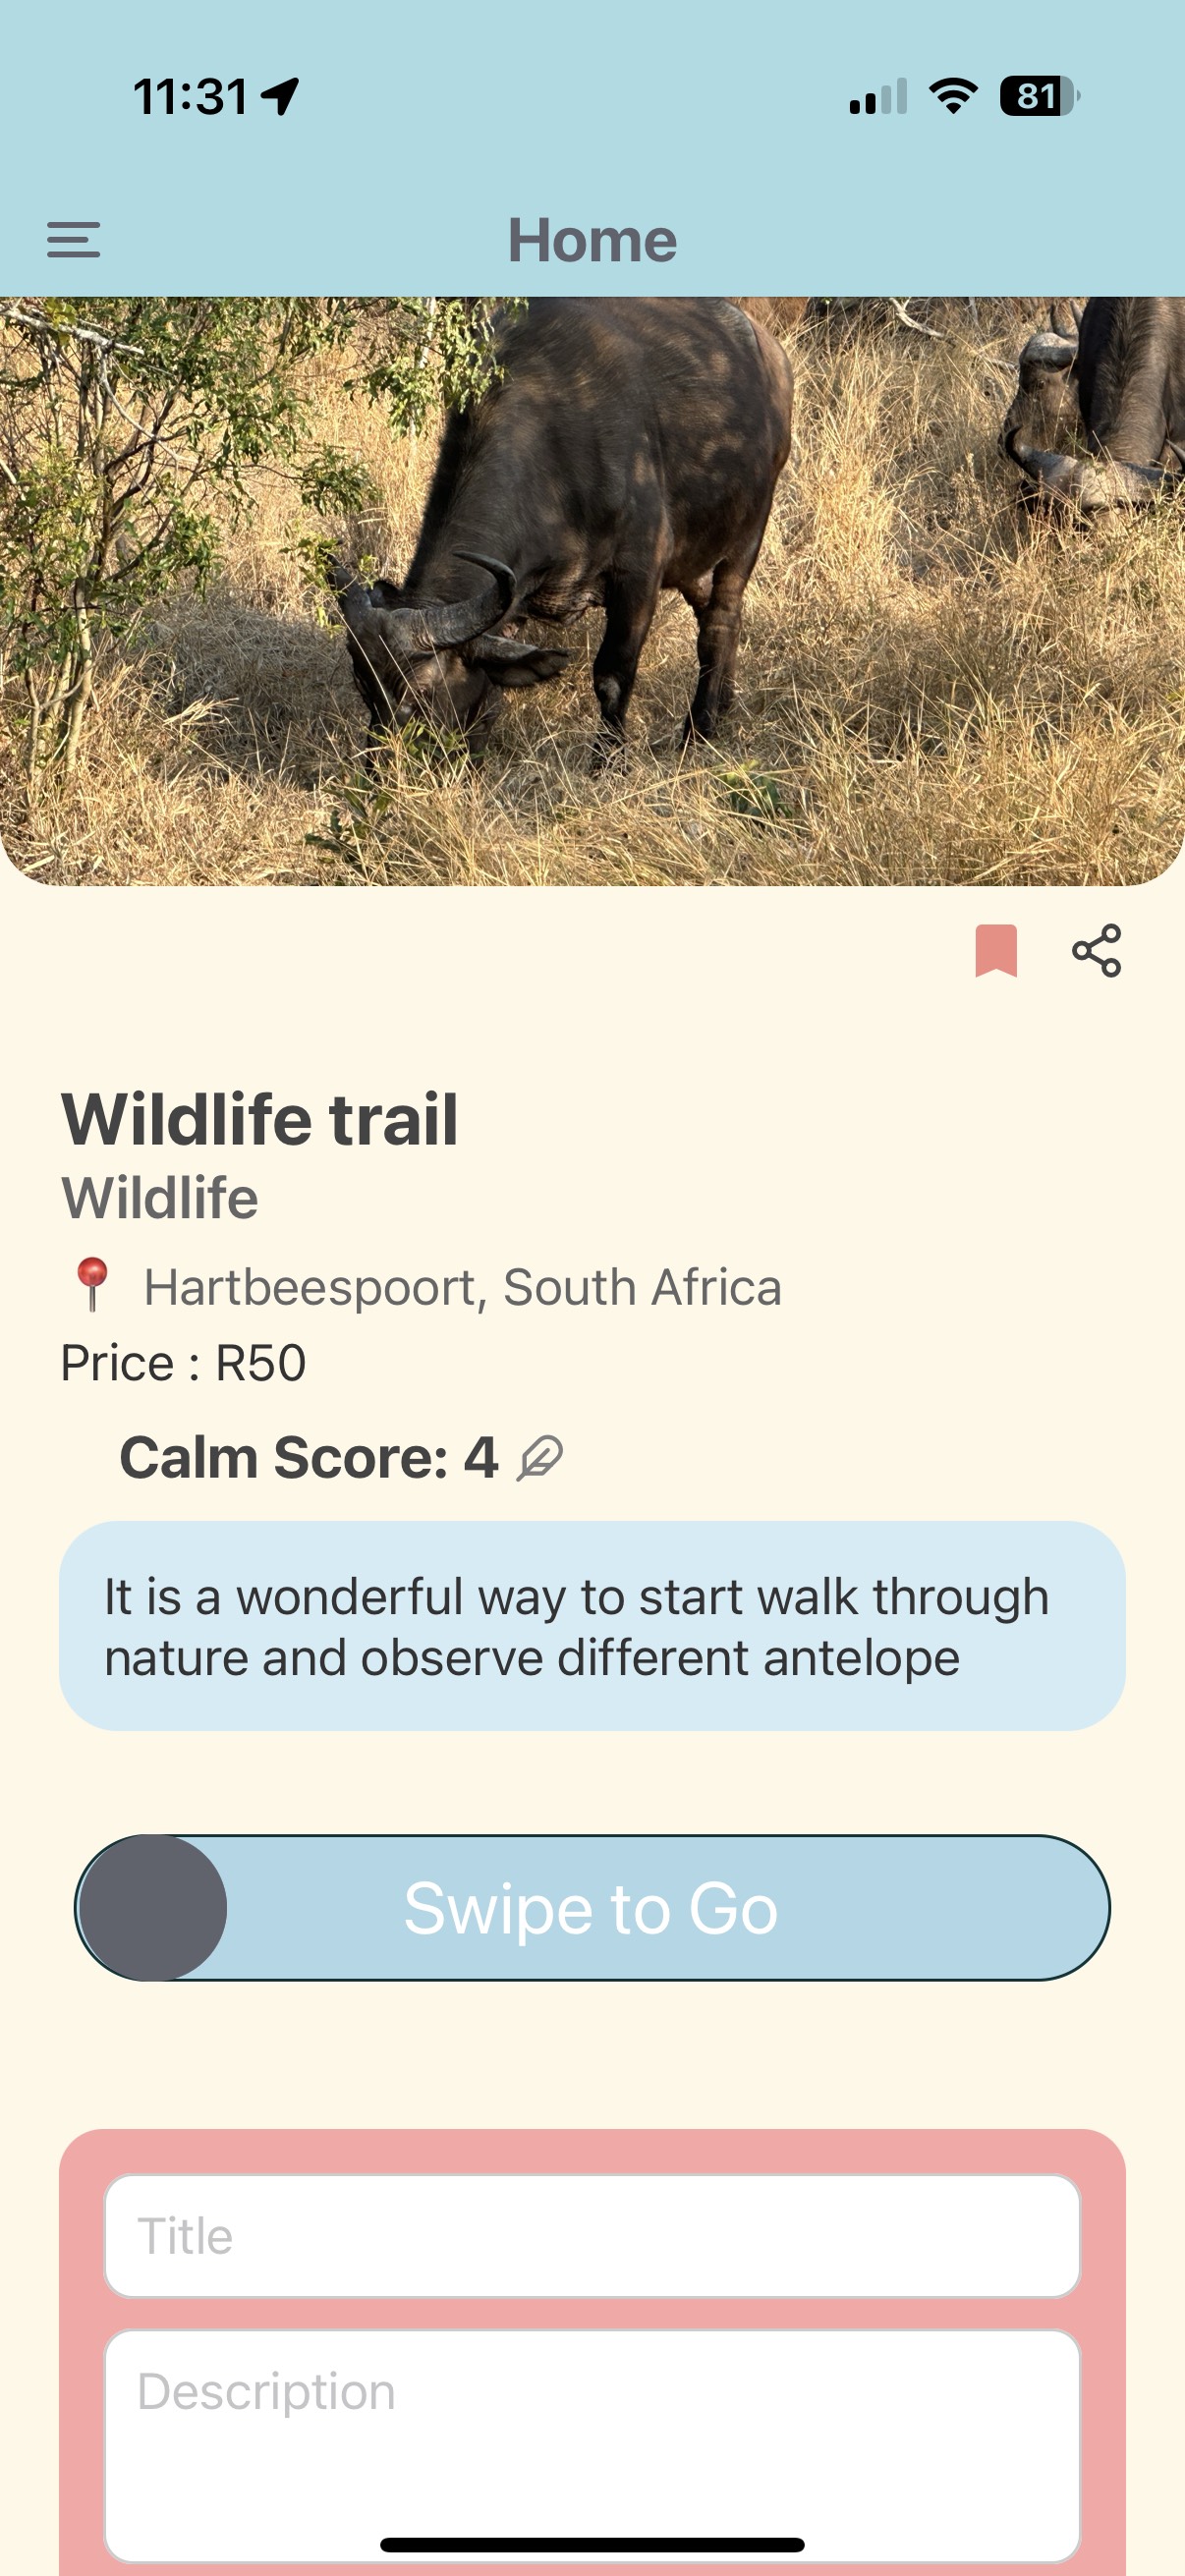 11:31
81
Home
Wildlife trail
Wildlife
Hartbeespoort, South Africa
Price : R50
Calm Score: 4
It is a wonderful way to start walk through
nature and observe different antelope
Swipe to Go
Title
Description